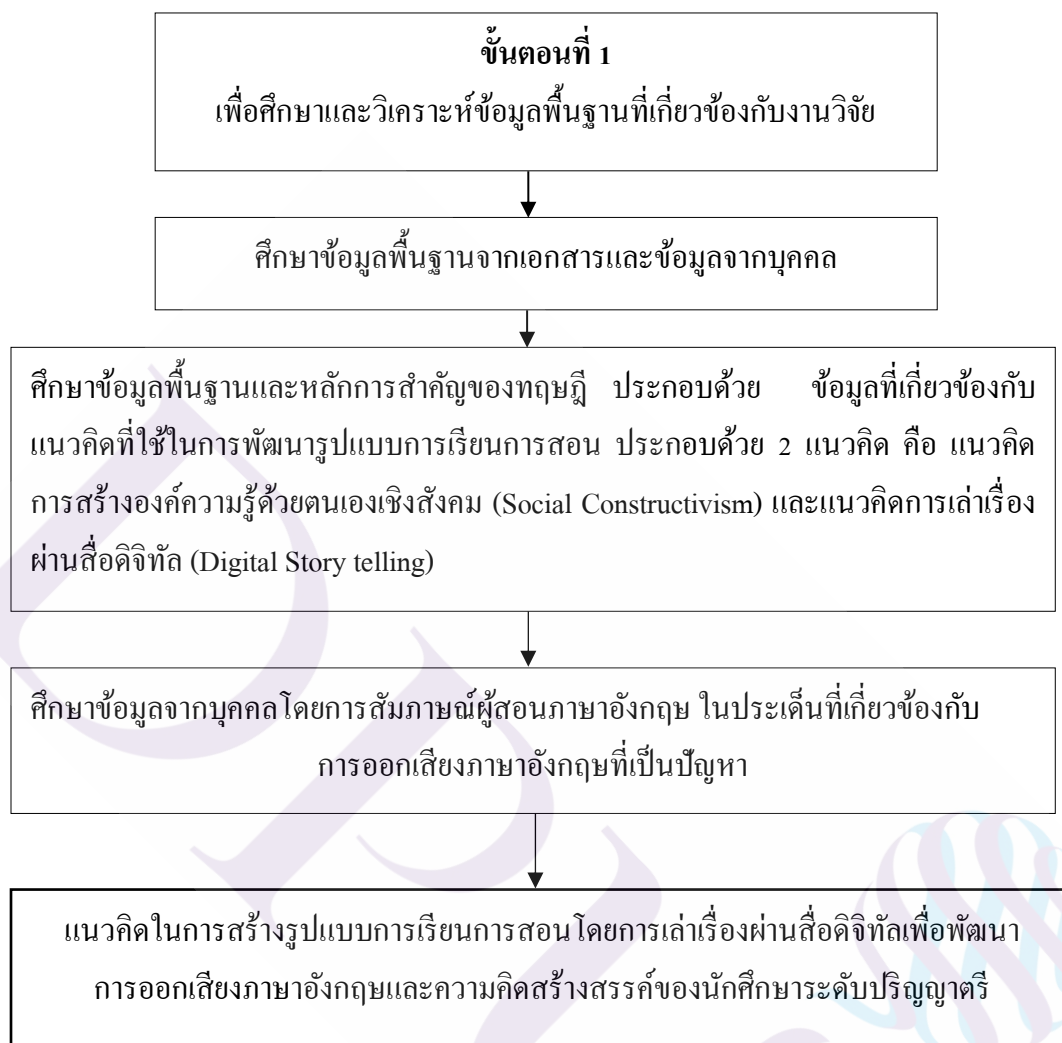 ขั้นตอนที่ 1
เพื่อศึกษาและวิเคราะห์ข้อมูลพื้นฐานที่เกี่ยวข้องกับงานวิจัย
ศึกษาข้อมูลพื้นฐานจากเอกสารและข้อมูลจากบุคคล
ศึกษาข้อมูลพื้นฐานและหลักการสำคัญของทฤษฎี ประกอบด้วย ข้อมูลที่เกี่ยวข้องกับ
แนวคิดที่ใช้ในการพัฒนารูปแบบการเรียนการสอน ประกอบด้วย 2 แนวคิด คือ แนวคิด
การสร้างองค์ความรู้ด้วยตนเองเชิงสังคม (Social Constructivism) และแนวคิดการเล่าเรื่อง
ผ่านสื่อดิจิทัล (Digital Story telling)
ศึกษาข้อมูลจากบุคคลโดยการสัมภาษณ์ผู้สอนภาษาอังกฤษ ในประเด็นที่เกี่ยวข้องกับ
การออกเสียงภาษาอังกฤษที่เป็นปัญหา
แนวคิดในการสร้างรูปแบบการเรียนการสอนโดยการเล่าเรื่องผ่านสื่อดิจิทัลเพื่อพัฒนา
การออกเสียงภาษาอังกฤษและความคิดสร้างสรรค์ของนักศึกษาระดับปริญญาตรี